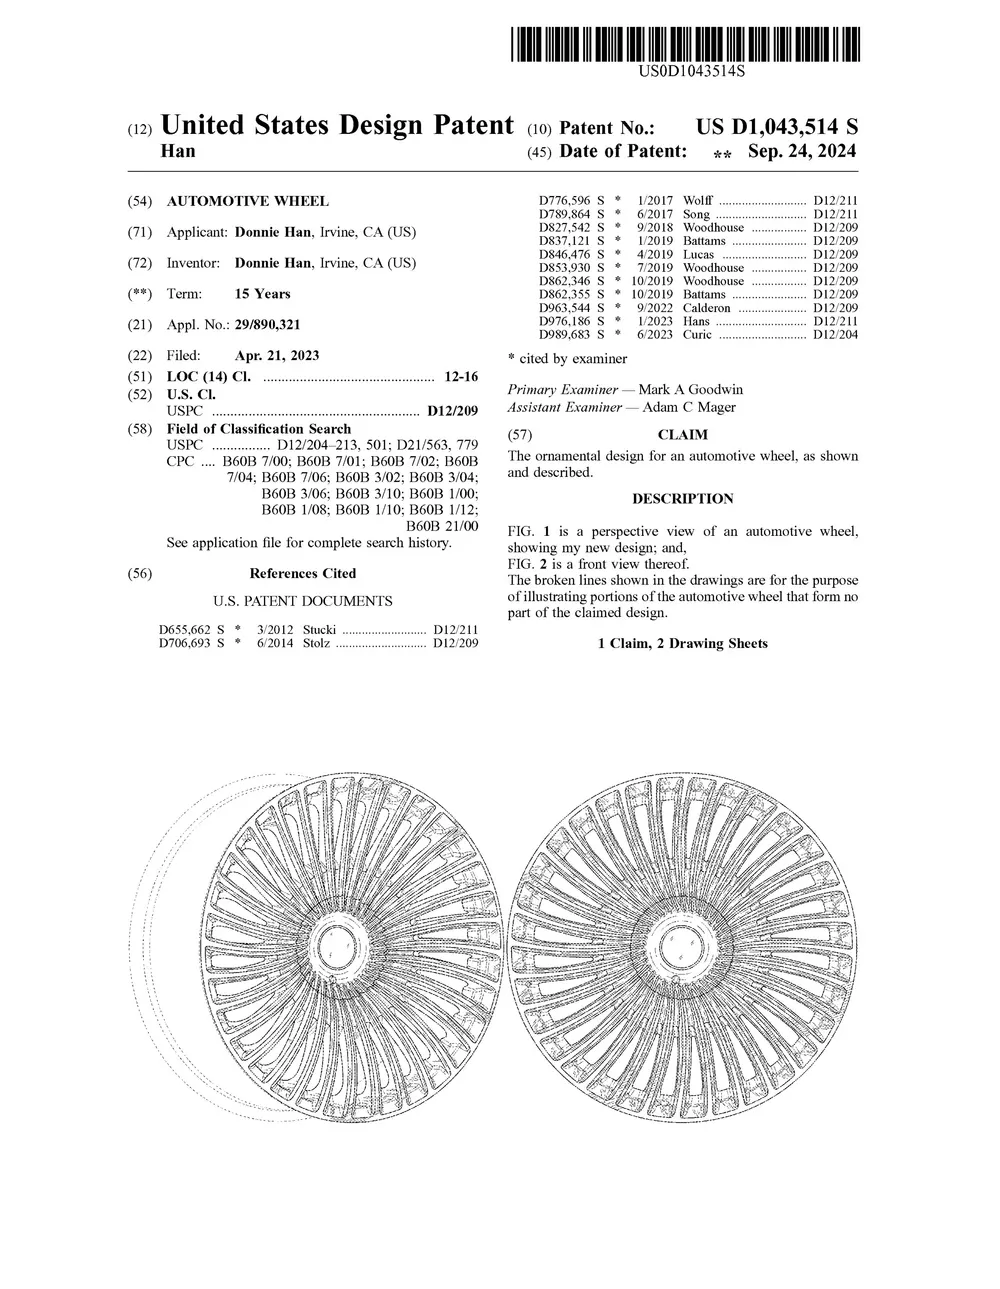 US0D1043514S
(12) United States Design Patent
Han
(10) Patent No.: US D1,043,514 S
(45) Date of Patent: ** Sep. 24, 2024
(54) AUTOMOTIVE WHEEL
(71) Applicant: Donnie Han, Irvine, CA (US)
(72) Inventor: Donnie Han, Irvine, CA (US)
(**) Term: 15 Years
(21) Appl. No.: 29/890,321
(22) Filed: Apr. 21, 2023
(51) LOC (14) Cl. ............................................... 12-16
(52) U.S. Cl.
USPC ......................................................... D12/209
(58) Field of Classification Search
USPC ................ D12/204–213, 501; D21/563, 779
CPC .... B60B 7/00; B60B 7/01; B60B 7/02; B60B
7/04; B60B 7/06; B60B 3/02; B60B 3/04;
B60B 3/06; B60B 3/10; B60B 1/00;
B60B 1/08; B60B 1/10; B60B 1/12;
B60B 21/00
See application file for complete search history.
(56) References Cited
U.S. PATENT DOCUMENTS
D655,662 S * 3/2012 Stucki .......................... D12/211
D706,693 S * 6/2014 Stolz ............................ D12/209
D776,596 S * 1/2017 Wolff ........................... D12/211
D789,864 S * 6/2017 Song ............................ D12/211
D827,542 S * 9/2018 Woodhouse ................. D12/209
D837,121 S * 1/2019 Battams ....................... D12/209
D846,476 S * 4/2019 Lucas .......................... D12/209
D853,930 S * 7/2019 Woodhouse ................. D12/209
D862,346 S * 10/2019 Woodhouse ................. D12/209
D862,355 S * 10/2019 Battams ....................... D12/209
D963,544 S * 9/2022 Calderon ..................... D12/209
D976,186 S * 1/2023 Hans ............................ D12/211
D989,683 S * 6/2023 Curic ........................... D12/204
* cited by examiner
Primary Examiner — Mark A Goodwin
Assistant Examiner — Adam C Mager
(57) CLAIM
The ornamental design for an automotive wheel, as shown
and described.
DESCRIPTION
FIG. 1 is a perspective view of an automotive wheel,
showing my new design; and,
FIG. 2 is a front view thereof.
The broken lines shown in the drawings are for the purpose
of illustrating portions of the automotive wheel that form no
part of the claimed design.
1 Claim, 2 Drawing Sheets